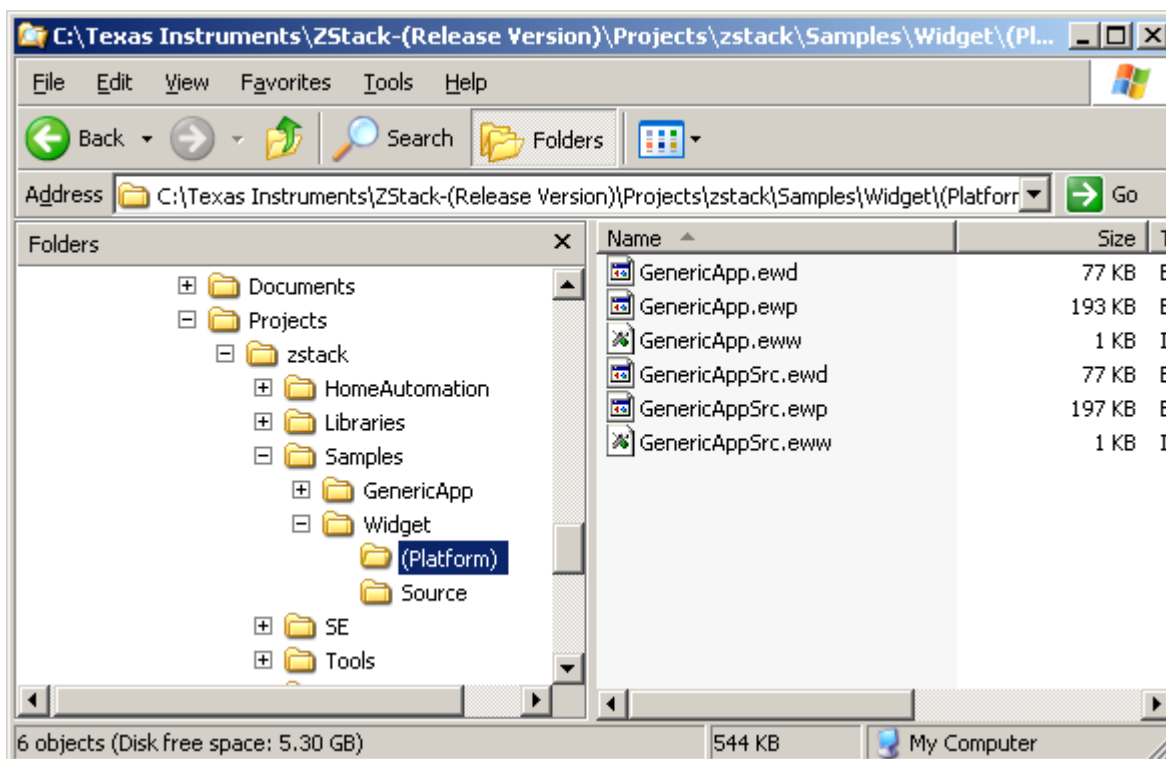 C:\Texas Instruments\ZStack-(Release Version)\Projects\zstack\Samples\Widget\(Pl...
File Edit View Favorites Tools Help
Back Search Folders
Address C:\Texas Instruments\ZStack-(Release Version)\Projects\zstack\Samples\Widget\(Platform Go
Folders
Documents
Projects
zstack
HomeAutomation
Libraries
Samples
GenericApp
Widget
(Platform)
Source
SE
Tools
Name Size
GenericApp.ewd 77 KB
GenericApp.ewp 193 KB
GenericApp.eww 1 KB
GenericAppSrc.ewd 77 KB
GenericAppSrc.ewp 197 KB
GenericAppSrc.eww 1 KB
6 objects (Disk free space: 5.30 GB) 544 KB My Computer